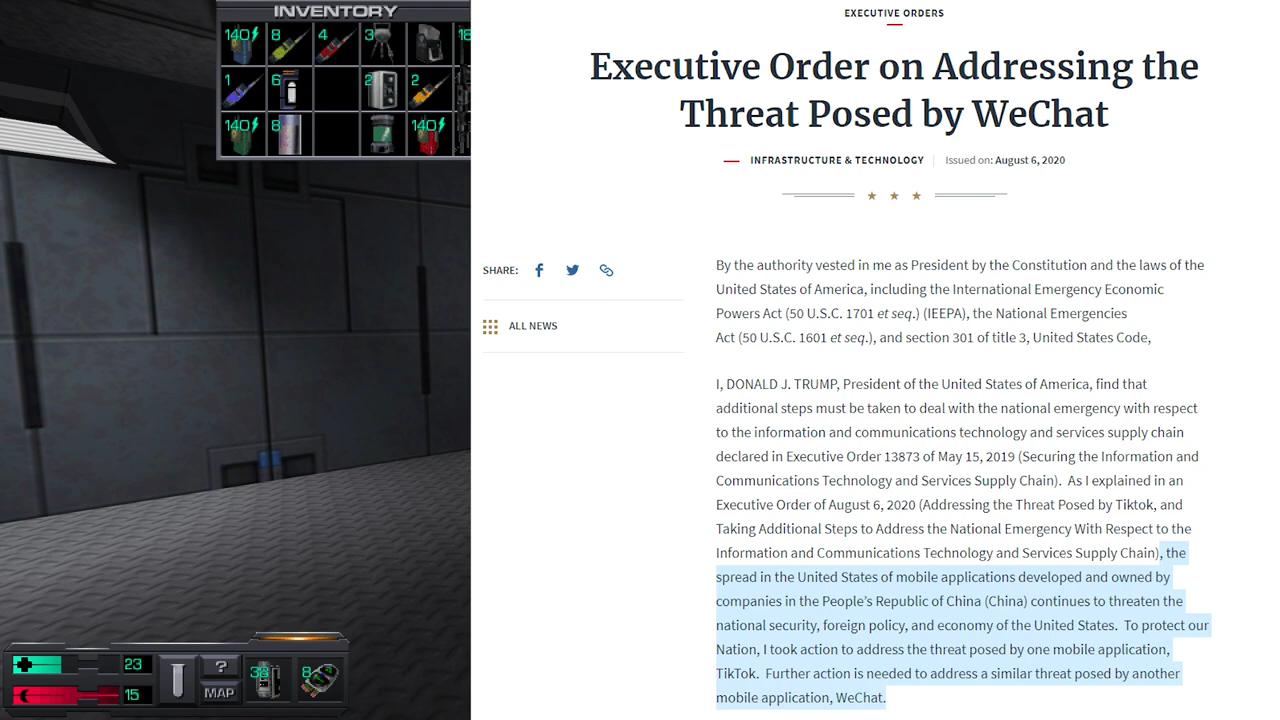 INVENTORY
140 8 4 3 18
1 6 2 2
140 8 140
23
15
?
MAP
38 8
EXECUTIVE ORDERS
Executive Order on Addressing the
Threat Posed by WeChat
INFRASTRUCTURE & TECHNOLOGY Issued on: August 6, 2020
SHARE:
ALL NEWS
By the authority vested in me as President by the Constitution and the laws of the
United States of America, including the International Emergency Economic
Powers Act (50 U.S.C. 1701 et seq.) (IEEPA), the National Emergencies
Act (50 U.S.C. 1601 et seq.), and section 301 of title 3, United States Code,
I, DONALD J. TRUMP, President of the United States of America, find that
additional steps must be taken to deal with the national emergency with respect
to the information and communications technology and services supply chain
declared in Executive Order 13873 of May 15, 2019 (Securing the Information and
Communications Technology and Services Supply Chain).  As I explained in an
Executive Order of August 6, 2020 (Addressing the Threat Posed by Tiktok, and
Taking Additional Steps to Address the National Emergency With Respect to the
Information and Communications Technology and Services Supply Chain), the
spread in the United States of mobile applications developed and owned by
companies in the People’s Republic of China (China) continues to threaten the
national security, foreign policy, and economy of the United States.  To protect our
Nation, I took action to address the threat posed by one mobile application,
TikTok.  Further action is needed to address a similar threat posed by another
mobile application, WeChat.